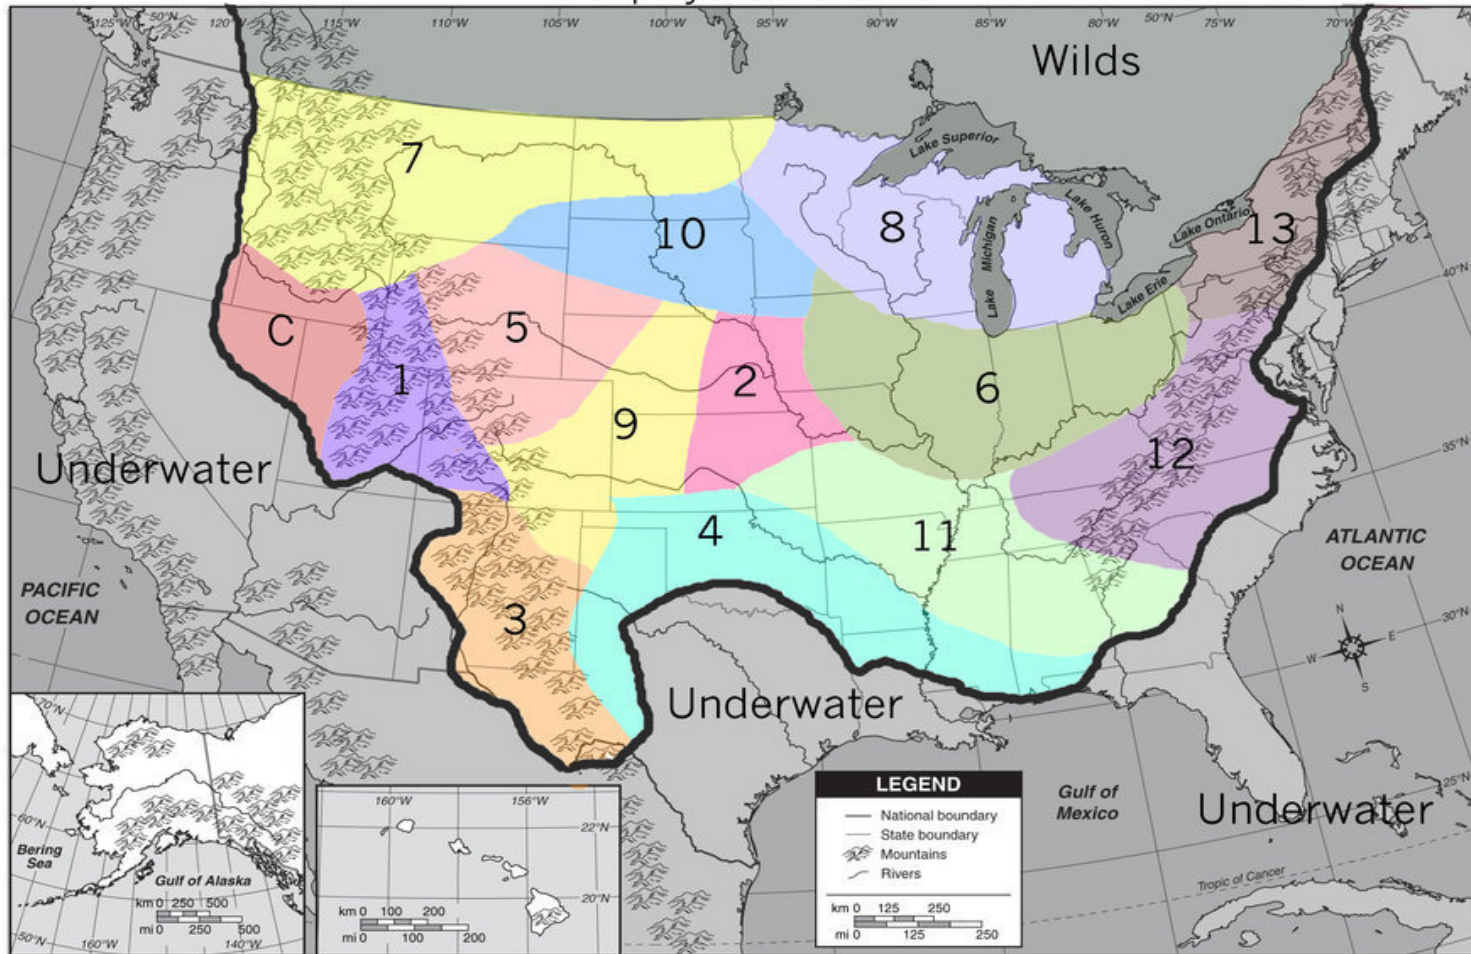 125°W
120°
50°N
115°W
110°W
105°W
100°W
95°W
90°W
85°W
80°W
50°N
75°W
70°W
Wilds
45°N
Lake Superior
7
Lake Huron
Lake Ontario
13
8
10
Lake Michigan
40°N
Lake Erie
C
5
1
2
6
9
12
35°N
Underwater
4
11
ATLANTIC
OCEAN
PACIFIC
OCEAN
3
N
W
E
S
30°N
Underwater
70°N
60°N
Bering
Sea
Gulf of Alaska
km 0 250 500
mi 0 250 500
50°N
160°W
140°W
160°W
156°W
22°N
20°N
km 0 100 200
mi 0 100 200
LEGEND
National boundary
State boundary
Mountains
Rivers
km 0 125 250
mi 0 125 250
Gulf of
Mexico
25°N
Underwater
Tropic of Cancer